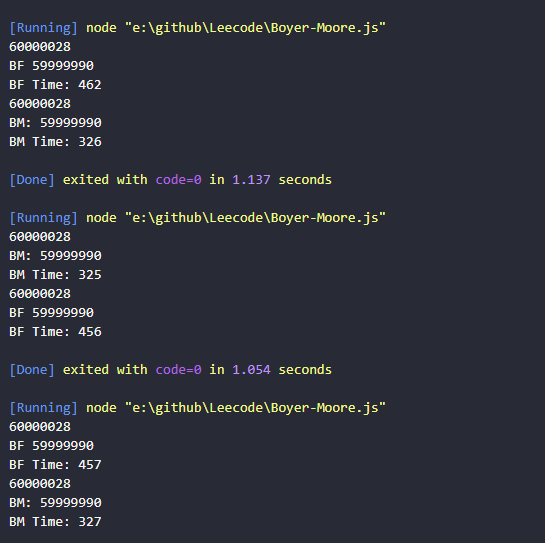 [Running] node "e:\github\Leecode\Boyer-Moore.js"
60000028
BF 59999990
BF Time: 462
60000028
BM: 59999990
BM Time: 326
[Done] exited with code=0 in 1.137 seconds
[Running] node "e:\github\Leecode\Boyer-Moore.js"
60000028
BM: 59999990
BM Time: 325
60000028
BF 59999990
BF Time: 456
[Done] exited with code=0 in 1.054 seconds
[Running] node "e:\github\Leecode\Boyer-Moore.js"
60000028
BF 59999990
BF Time: 457
60000028
BM: 59999990
BM Time: 327